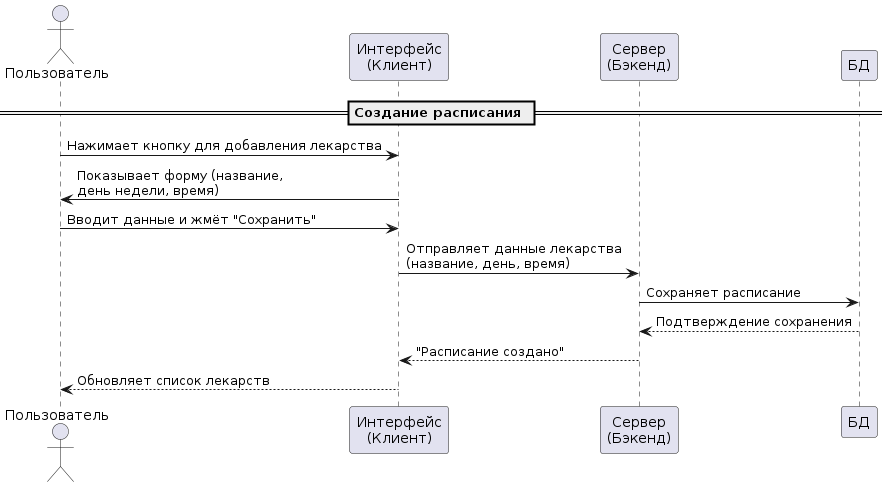 Пользователь
Интерфейс
(Клиент)
Сервер
(Бэкенд)
БД
Создание расписания
Нажимает кнопку для добавления лекарства
Показывает форму (название,
день недели, время)
Вводит данные и жмёт "Сохранить"
Отправляет данные лекарства
(название, день, время)
Сохраняет расписание
Подтверждение сохранения
"Расписание создано"
Обновляет список лекарств
Пользователь
Интерфейс
(Клиент)
Сервер
(Бэкенд)
БД